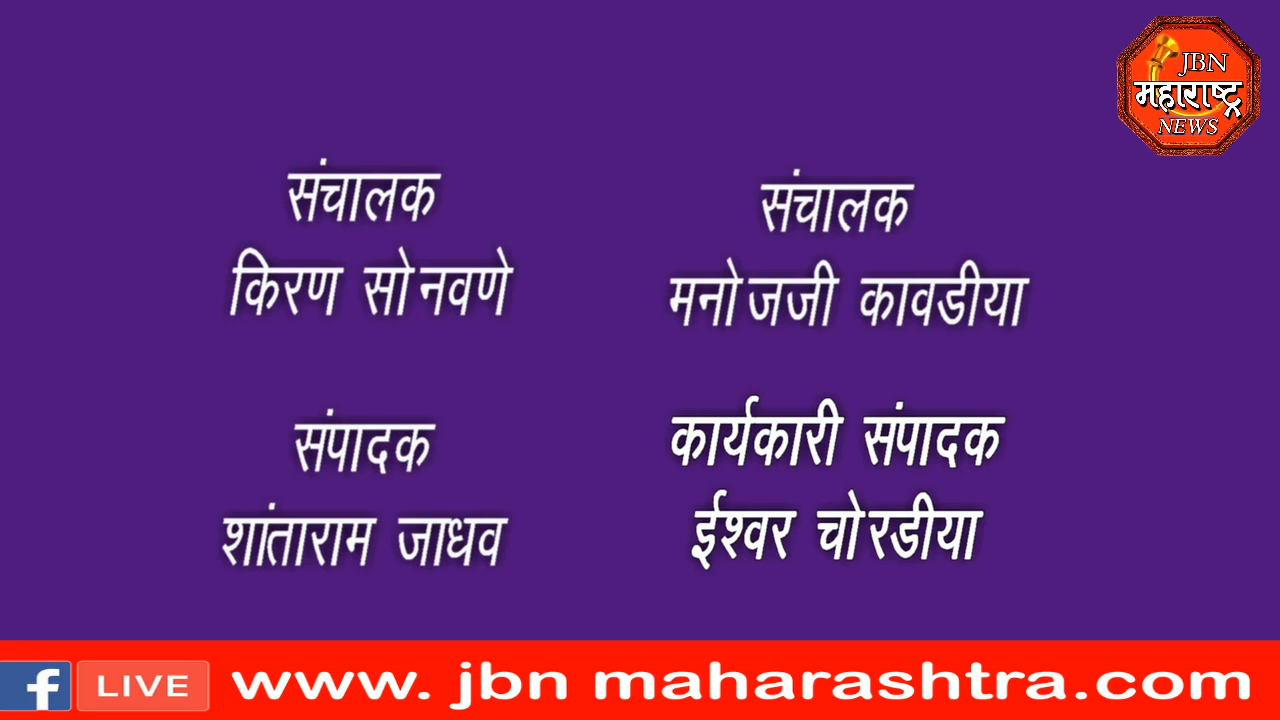 JBN
महाराष्ट्र
NEWS
संचालक
किरण सोनवणे
संचालक
मनोजजी कावडीया
संपादक
शांताराम जाधव
कार्यकारी संपादक
ईश्वर चोरडीया
f LIVE www. jbn maharashtra.com